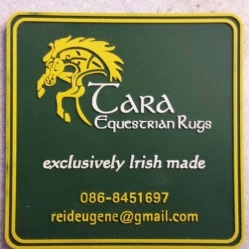 Tara
Equestrian Rugs
exclusively Irish made
086-8451697
reideugene@gmail.com